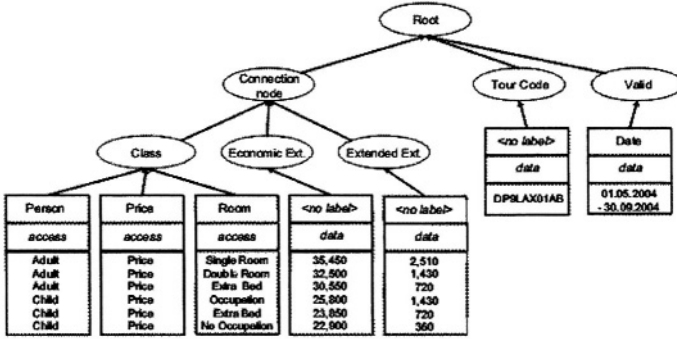 Root
Connection
node
Tour Code
Valid
Class
Economic Ext.
Extended Ext.
<no label>
data
DP9LAX01AB
Date
data
01.05.2004
- 30.09.2004
Person
access
Adult
Adult
Adult
Child
Child
Child
Price
access
Price
Price
Price
Price
Price
Price
Room
access
Single Room
Double Room
Extra Bed
Occupation
Extra Bed
No Occupation
<no label>
data
35,450
32,500
30,550
25,800
23,850
22,900
<no label>
data
2,510
1,430
720
1,430
720
360